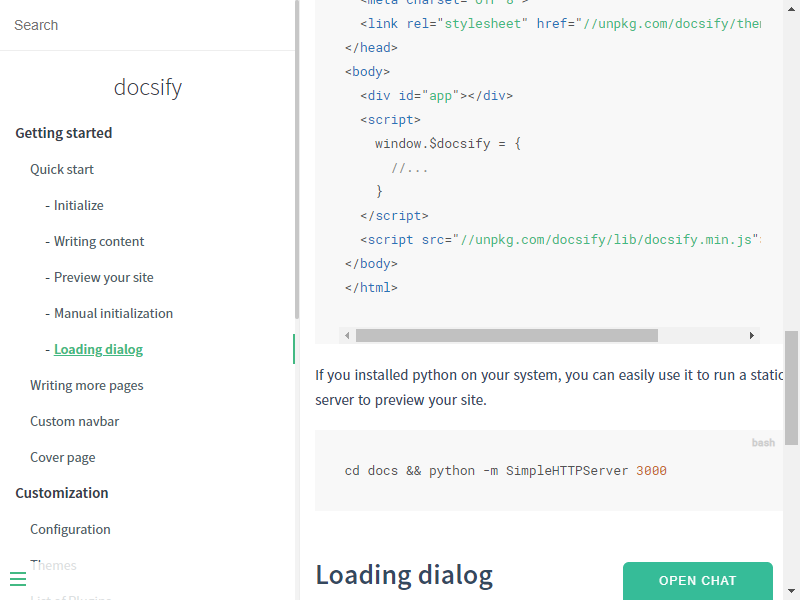 Search
docsify
Getting started
Quick start
- Initialize
- Writing content
- Preview your site
- Manual initialization
- Loading dialog
Writing more pages
Custom navbar
Cover page
Customization
Configuration
Themes
List of Plugins
<meta charset="UTF-8">
<link rel="stylesheet" href="//unpkg.com/docsify/ther
</head>
<body>
<div id="app"></div>
<script>
window.$docsify = {
//...
}
</script>
<script src="//unpkg.com/docsify/lib/docsify.min.js"
</body>
</html>
If you installed python on your system, you can easily use it to run a static
server to preview your site.
bash
cd docs && python -m SimpleHTTPServer 3000
Loading dialog
OPEN CHAT